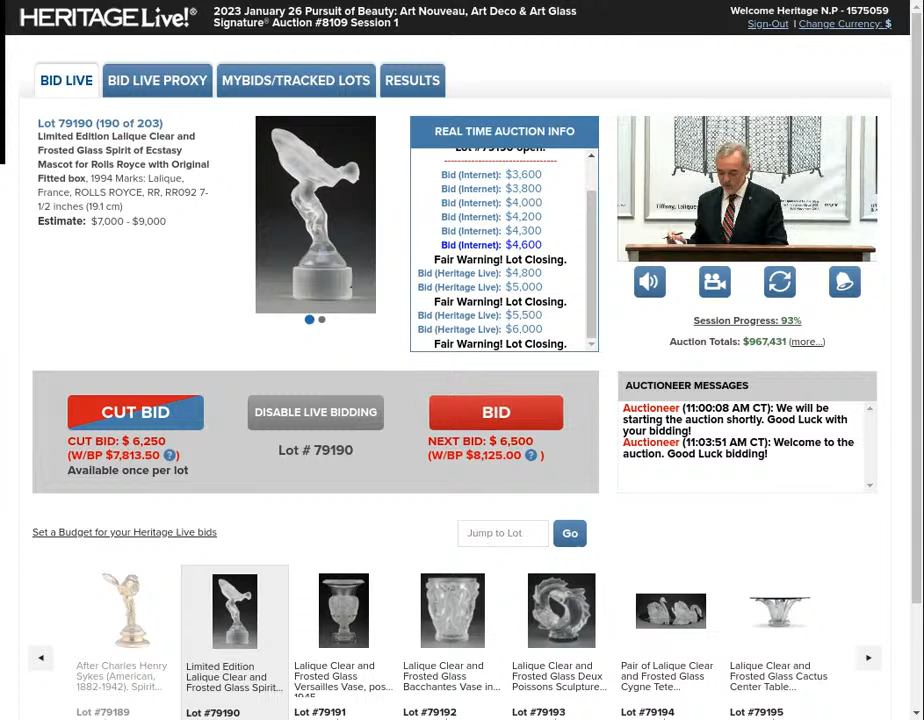 HERITAGE Live!®
2023 January 26 Pursuit of Beauty: Art Nouveau, Art Deco & Art Glass
Signature® Auction #8109 Session 1
Welcome Heritage N.P - 1575059
Sign-Out | Change Currency: $
BID LIVE
BID LIVE PROXY
MYBIDS/TRACKED LOTS
RESULTS
Lot 79190 (190 of 203)
Limited Edition Lalique Clear and
Frosted Glass Spirit of Ecstasy
Mascot for Rolls Royce with Original
Fitted box, 1994 Marks: Lalique,
France, ROLLS ROYCE, RR, RR092 7-
1/2 inches (19.1 cm)
Estimate: $7,000 - $9,000
REAL TIME AUCTION INFO
Lot #79190 open.
--------------------------------
Bid (Internet): $3,600
Bid (Internet): $3,800
Bid (Internet): $4,000
Bid (Internet): $4,200
Bid (Internet): $4,300
Bid (Internet): $4,600
Fair Warning! Lot Closing.
Bid (Heritage Live): $4,800
Bid (Heritage Live): $5,000
Fair Warning! Lot Closing.
Bid (Heritage Live): $5,500
Bid (Heritage Live): $6,000
Fair Warning! Lot Closing.
Tiffany, Lalique
Session Progress: 93%
Auction Totals: $967,431 (more...)
CUT BID
CUT BID: $ 6,250
(W/BP $7,813.50 ?)
Available once per lot
DISABLE LIVE BIDDING
Lot # 79190
BID
NEXT BID: $ 6,500
(W/BP $8,125.00 ? )
AUCTIONEER MESSAGES
Auctioneer (11:00:08 AM CT): We will be
starting the auction shortly. Good Luck with
your bidding!
Auctioneer (11:03:51 AM CT): Welcome to the
auction. Good Luck bidding!
Set a Budget for your Heritage Live bids
Jump to Lot
Go
After Charles Henry
Sykes (American,
1882-1942), Spirit...
Lot #79189
Limited Edition
Lalique Clear and
Frosted Glass Spirit...
Lot #79190
Lalique Clear and
Frosted Glass
Versailles Vase, pos...
1945
Lot #79191
Lalique Clear and
Frosted Glass
Bacchantes Vase in...
Lot #79192
Lalique Clear and
Frosted Glass Deux
Poissons Sculpture...
Lot #79193
Pair of Lalique Clear
and Frosted Glass
Cygne Tete...
Lot #79194
Lalique Clear and
Frosted Glass Cactus
Center Table...
Lot #79195